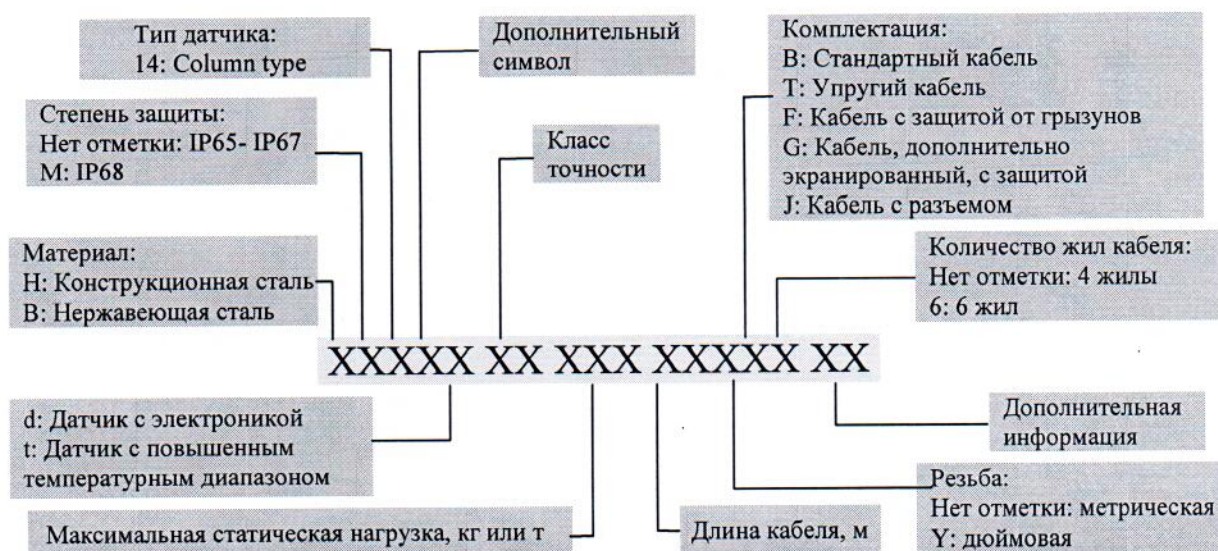 Тип датчика:
14: Column type
Дополнительный
символ
Комплектация:
B: Стандартный кабель
T: Упругий кабель
F: Кабель с защитой от грызунов
G: Кабель, дополнительно
экранированный, с защитой
J: Кабель с разъемом
Степень защиты:
Нет отметки: IP65- IP67
M: IP68
Класс
точности
Материал:
H: Конструкционная сталь
B: Нержавеющая сталь
Количество жил кабеля:
Нет отметки: 4 жилы
6: 6 жил
XXXXX XX XXX XXXXX XX
d: Датчик с электроникой
t: Датчик с повышенным
температурным диапазоном
Дополнительная
информация
Максимальная статическая нагрузка, кг или т
Длина кабеля, м
Резьба:
Нет отметки: метрическая
Y: дюймовая